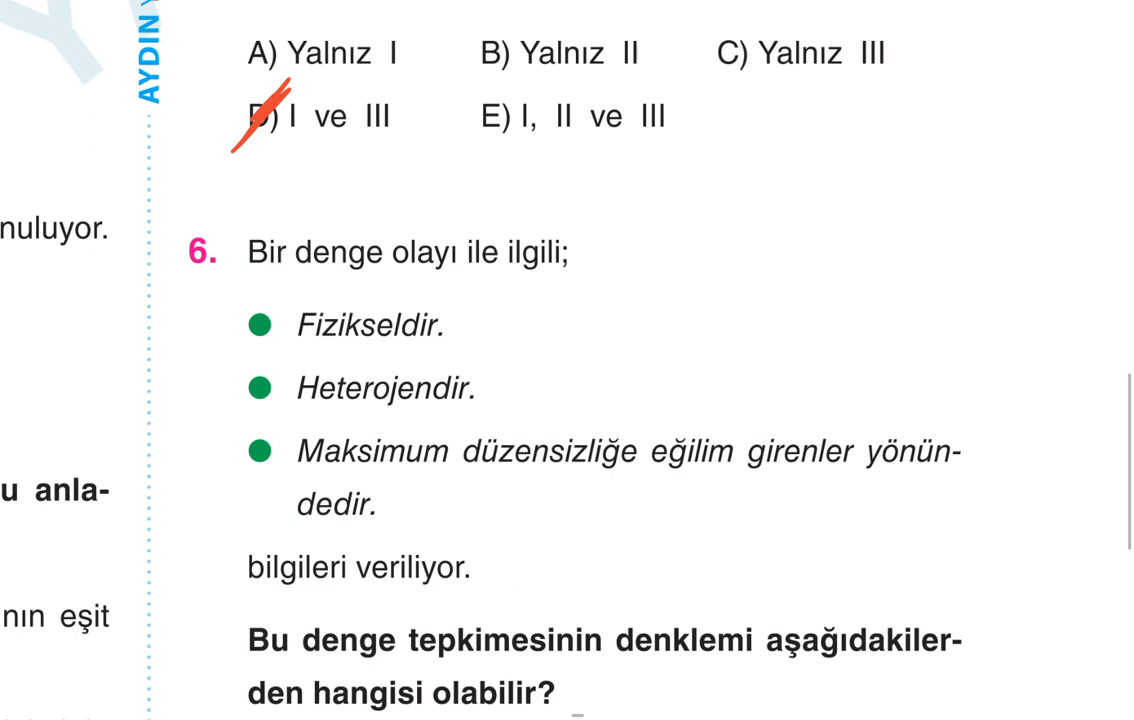 AYDIN Y
A) Yalnız I B) Yalnız II C) Yalnız III
D) I ve III E) I, II ve III
nuluyor.
6. Bir denge olayı ile ilgili;
● Fizikseldir.
● Heterojendir.
● Maksimum düzensizliğe eğilim girenler yönün-
dedir.
u anla-
bilgileri veriliyor.
nın eşit
Bu denge tepkimesinin denklemi aşağıdakiler-
den hangisi olabilir?